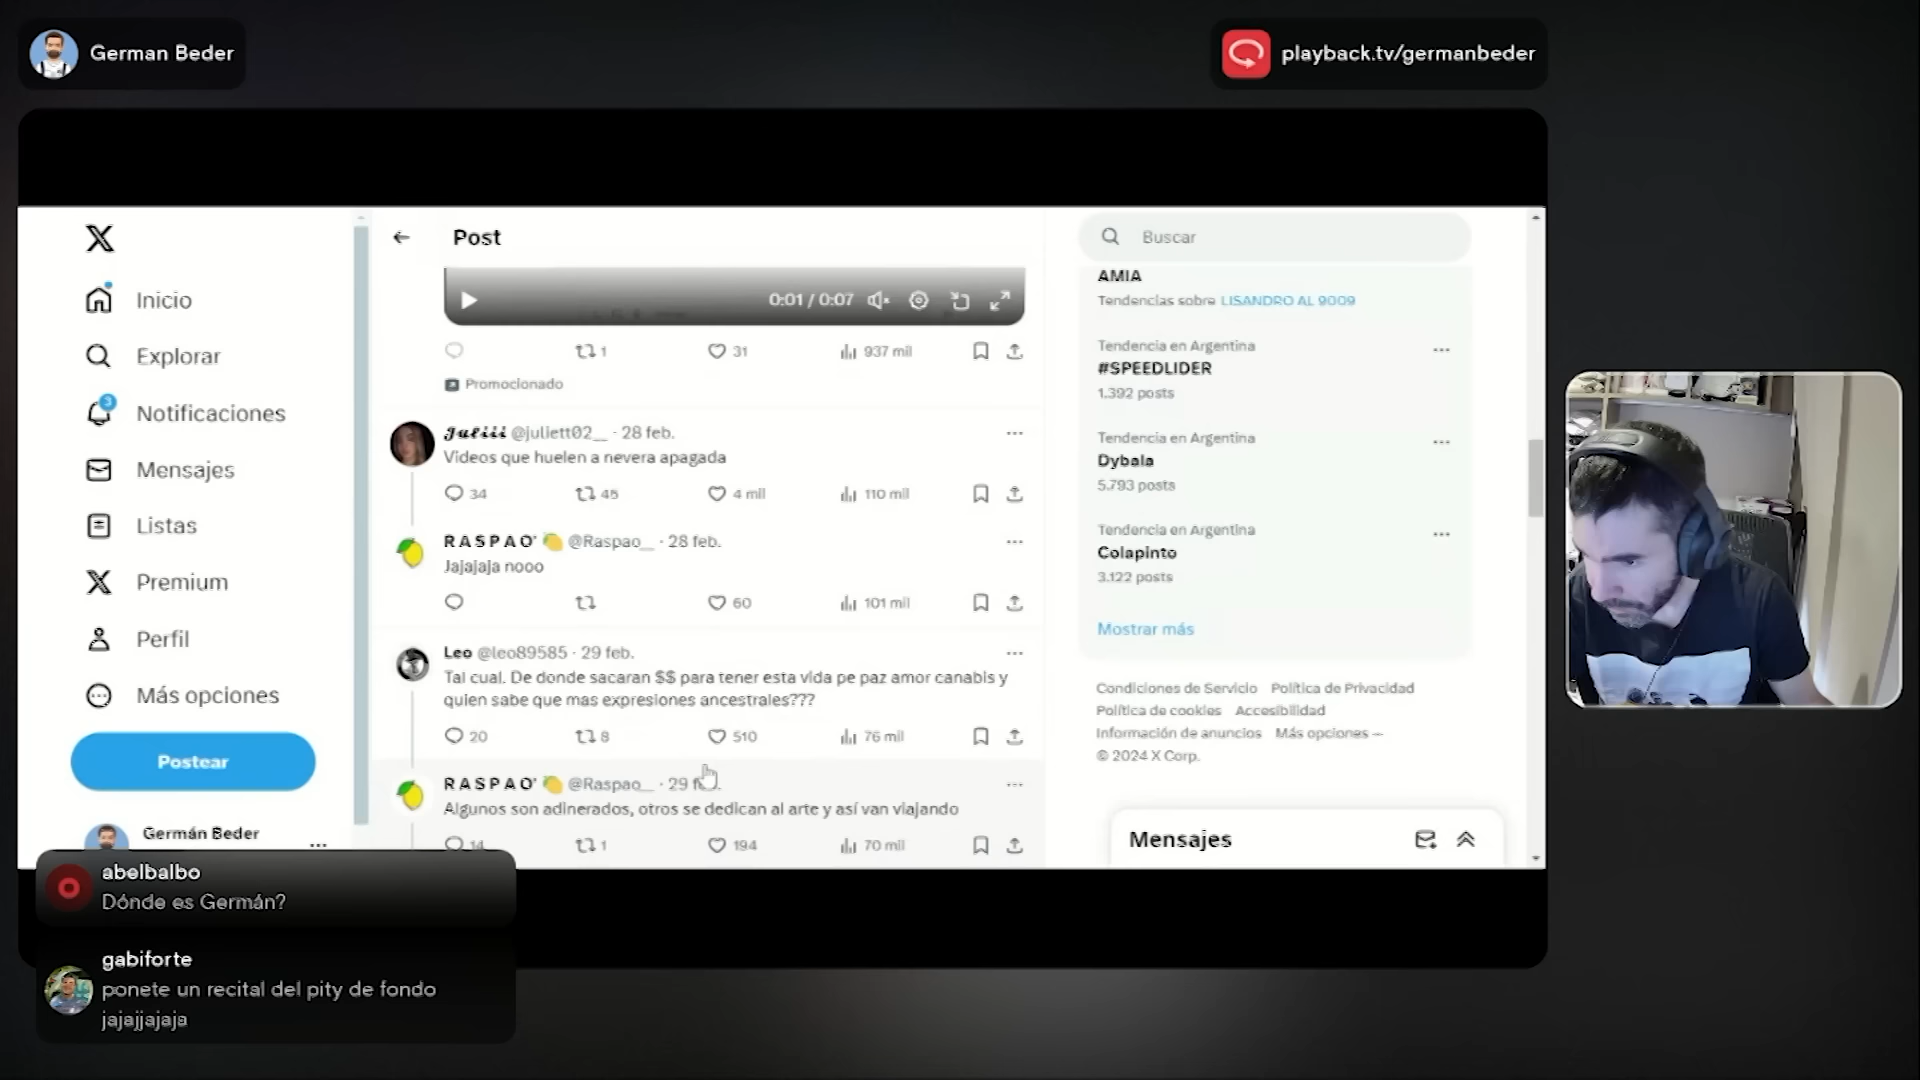 German Beder
playback.tv/germanbeder
Post
Buscar
Inicio
Explorar
3
Notificaciones
Mensajes
Listas
Premium
Perfil
Más opciones
Postear
Germán Beder
0:01 / 0:07
1
31
937 mil
Promocionado
Juliii @juliett02__ · 28 feb.
Videos que huelen a nevera apagada
34
45
4 mil
110 mil
RASPAO' @Raspao__ · 28 feb.
Jajajaja nooo
60
101 mil
Leo @leo89585 · 29 feb.
Tal cual. De donde sacaran $$ para tener esta vida pe paz amor canabis y
quien sabe que mas expresiones ancestrales???
20
8
510
76 mil
RASPAO' @Raspao__ · 29
Algunos son adinerados, otros se dedican al arte y así van viajando
14
1
194
70 mil
AMIA
Tendencias sobre LISANDRO AL 9009
Tendencia en Argentina
#SPEEDLIDER
1.392 posts
Tendencia en Argentina
Dybala
5.793 posts
Tendencia en Argentina
Colapinto
3.122 posts
Mostrar más
Condiciones de Servicio Política de Privacidad
Política de cookies Accesibilidad
Información de anuncios Más opciones
© 2024 X Corp.
Mensajes
abelbalbo
Dónde es Germán?
gabiforte
ponete un recital del pity de fondo
jajajjajaja